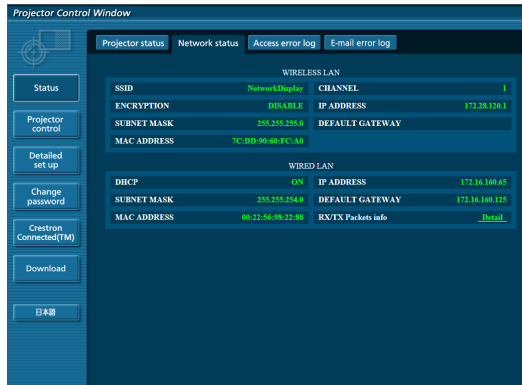 Projector Control Window
Projector status Network status Access error log E-mail error log
Status
Projector control
Detailed set up
Change password
Crestron Connected(TM)
Download
日本語
WIRELESS LAN
SSID NetworkDisplay CHANNEL 1
ENCRYPTION DISABLE IP ADDRESS 172.28.120.1
SUBNET MASK 255.255.255.0 DEFAULT GATEWAY
MAC ADDRESS 7C:DD:90:60:FC:A0
WIRED LAN
DHCP ON IP ADDRESS 172.16.160.65
SUBNET MASK 255.255.254.0 DEFAULT GATEWAY 172.16.160.125
MAC ADDRESS 00:22:56:98:22:88 RX/TX Packets info Detail